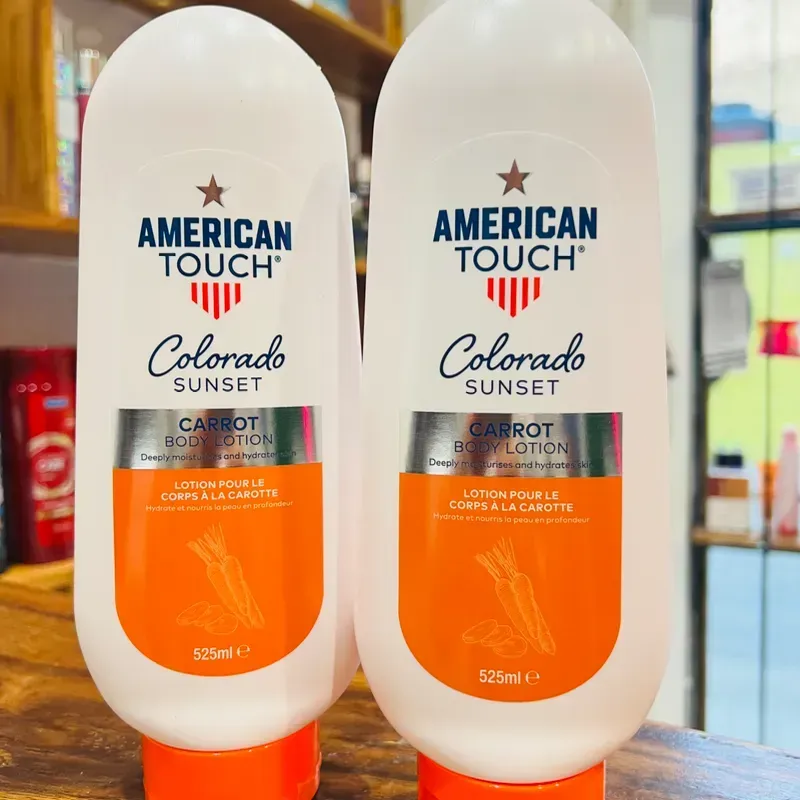 AMERICAN
TOUCH®
Colorado
SUNSET
CARROT
BODY LOTION
Deeply moisturises and hydrates skin
LOTION POUR LE
CORPS À LA CAROTTE
Hydrate et nourris la peau en profondeur
525ml ℮
AMERICAN
TOUCH®
Colorado
SUNSET
CARROT
BODY LOTION
Deeply moisturises and hydrates skin
LOTION POUR LE
CORPS À LA CAROTTE
Hydrate et nourris la peau en profondeur
525ml ℮